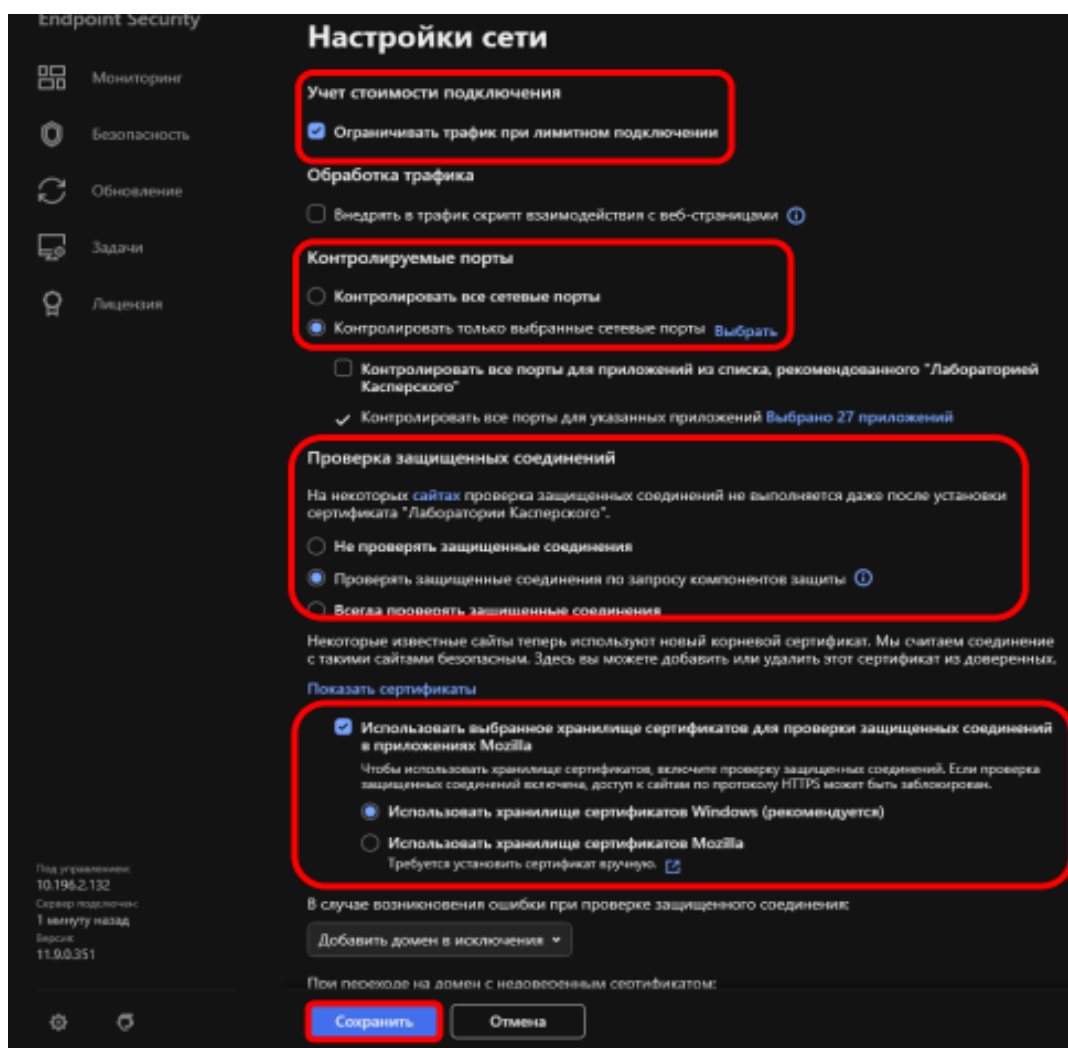 Endpoint Security
Настройки сети
Мониторинг
Безопасность
Обновление
Задачи
Лицензия
Учет стоимости подключения
Ограничивать трафик при лимитном подключении
Обработка трафика
Внедрять в трафик скрипт взаимодействия с веб-страницами
Контролируемые порты
Контролировать все сетевые порты
Контролировать только выбранные сетевые порты Выбрать
Контролировать все порты для приложений из списка, рекомендованного "Лабораторией
Касперского"
Контролировать все порты для указанных приложений Выбрано 27 приложений
Проверка защищенных соединений
На некоторых сайтах проверка защищенных соединений не выполняется даже после установки
сертификата "Лаборатории Касперского".
Не проверять защищенные соединения
Проверять защищенные соединения по запросу компонентов защиты
Всегда проверять защищенные соединения
Некоторые известные сайты теперь используют новый корневой сертификат. Мы считаем соединение
с такими сайтами безопасным. Здесь вы можете добавить или удалить этот сертификат из доверенных.
Показать сертификаты
Использовать выбранное хранилище сертификатов для проверки защищенных соединений
в приложениях Mozilla
Чтобы использовать хранилище сертификатов, включите проверку защищенных соединений. Если проверка
защищенных соединений включена, доступ к сайтам по протоколу HTTPS может быть заблокирован.
Использовать хранилище сертификатов Windows (рекомендуется)
Использовать хранилище сертификатов Mozilla
Требуется установить сертификат вручную.
В случае возникновения ошибки при проверке защищенного соединения:
Добавить домен в исключения
При переходе на домен с недоверенным сертификатом:
Под управлением:
10.196.2.132
Сервер подключен:
1 минуту назад
Версия:
11.9.0.351
Сохранить
Отмена